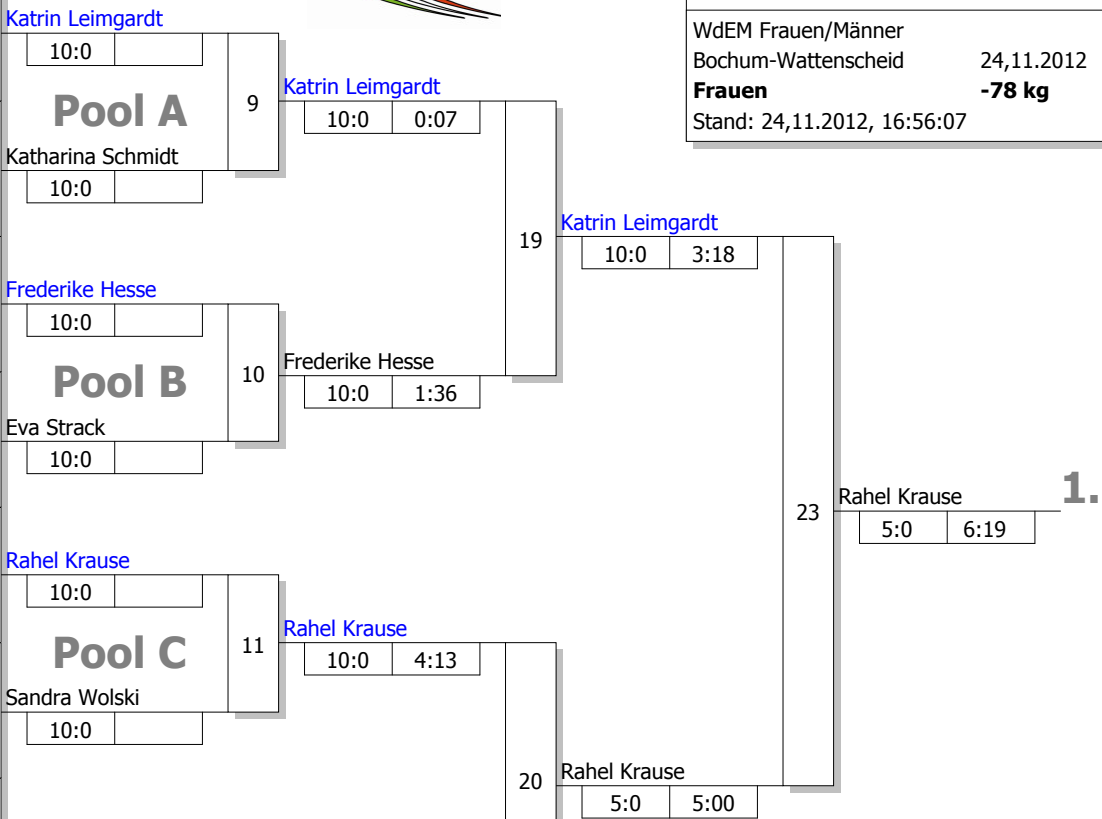 Katrin Leimgardt
10:0
Pool A
9
Katharina Schmidt
10:0
Katrin Leimgardt
10:0 0:07
WdEM Frauen/Männer
Bochum-Wattenscheid 24,11.2012
Frauen -78 kg
Stand: 24,11.2012, 16:56:07
19
Katrin Leimgardt
10:0 3:18
Frederike Hesse
10:0
Pool B
10
Eva Strack
10:0
Frederike Hesse
10:0 1:36
23
Rahel Krause
5:0 6:19
1.
Rahel Krause
10:0
Pool C
11
Sandra Wolski
10:0
Rahel Krause
10:0 4:13
20
Rahel Krause
5:0 5:00